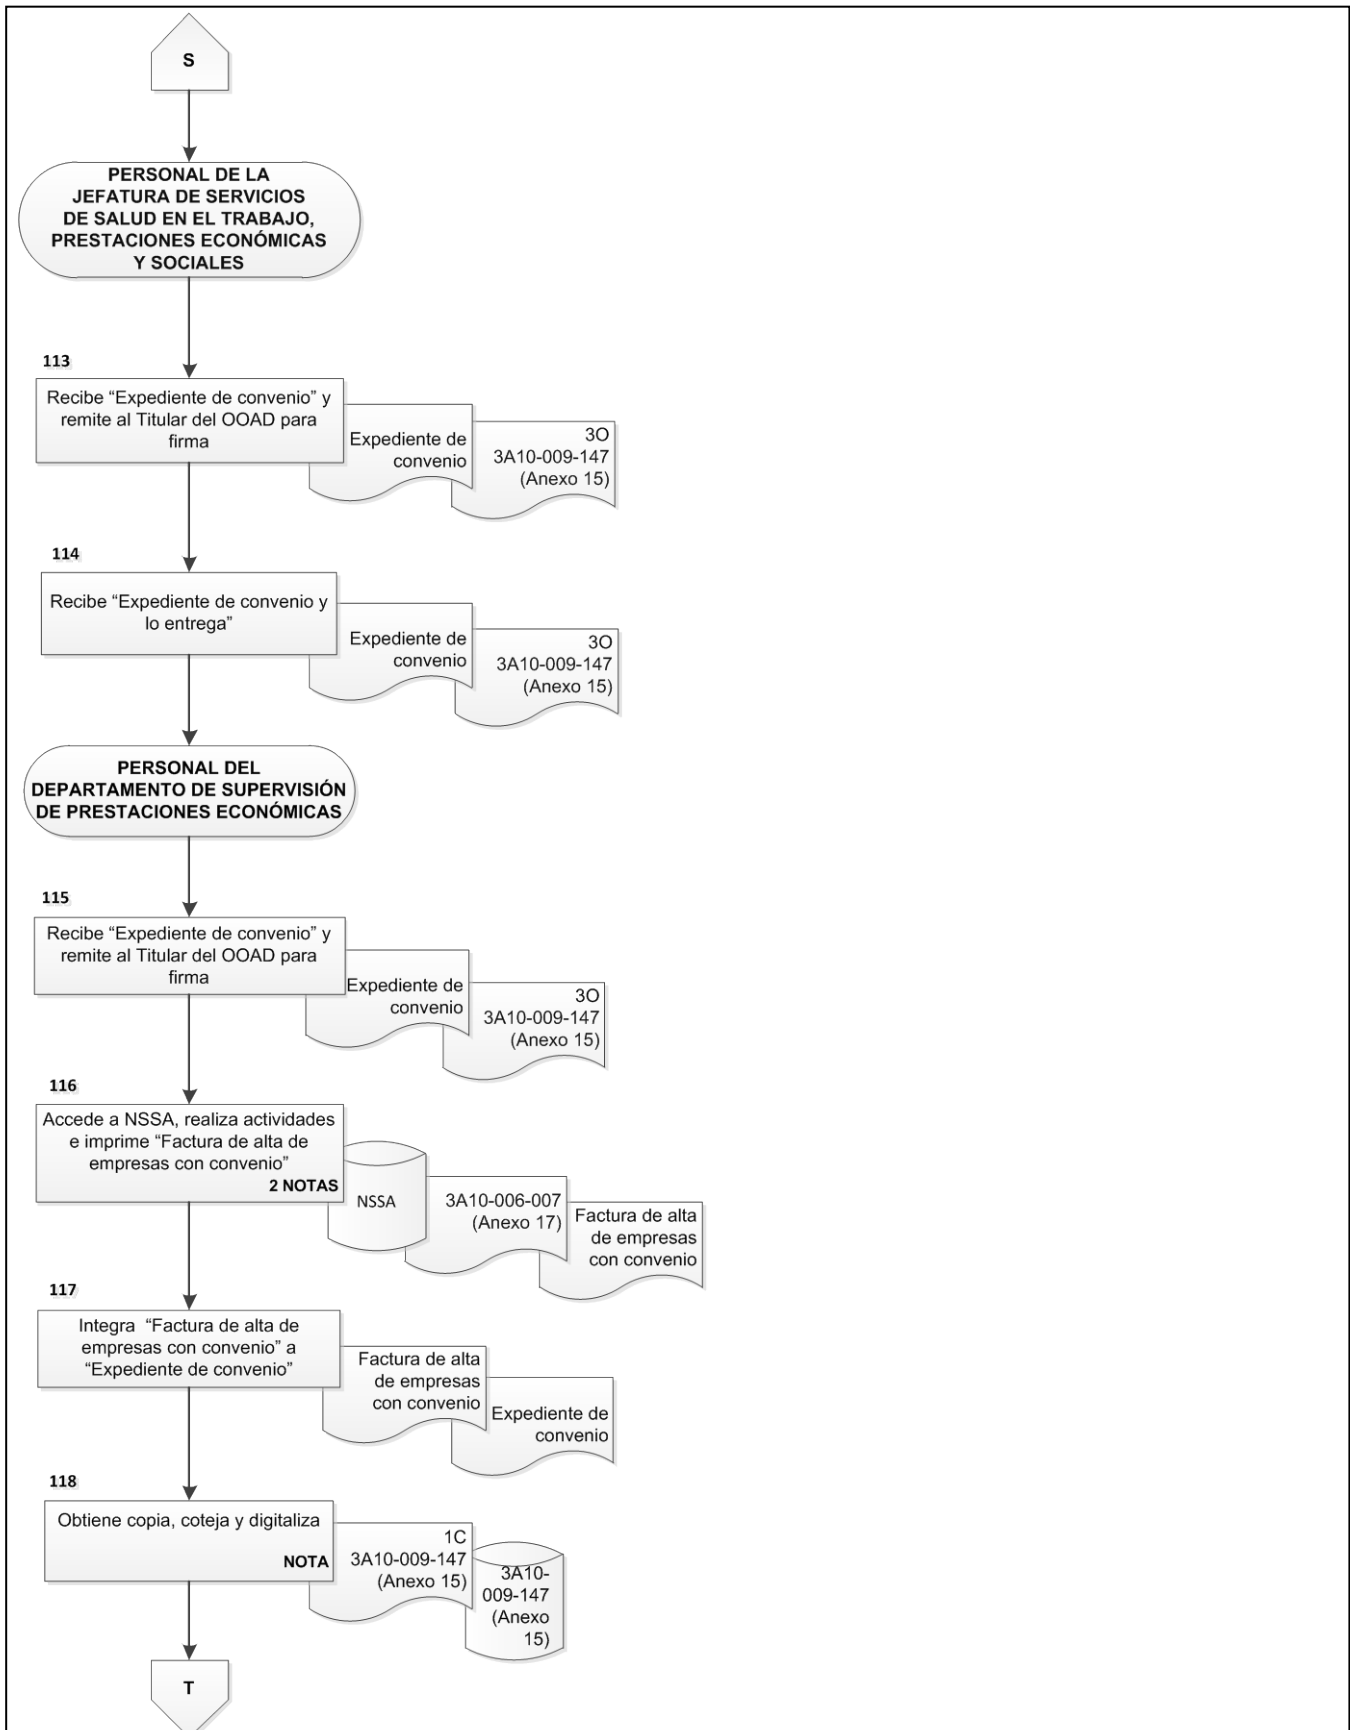 S
PERSONAL DE LA
JEFATURA DE SERVICIOS
DE SALUD EN EL TRABAJO,
PRESTACIONES ECONÓMICAS
Y SOCIALES
113
Recibe “Expediente de convenio” y
remite al Titular del OOAD para
firma
Expediente de
convenio
3O
3A10-009-147
(Anexo 15)
114
Recibe “Expediente de convenio y
lo entrega”
Expediente de
convenio
3O
3A10-009-147
(Anexo 15)
PERSONAL DEL
DEPARTAMENTO DE SUPERVISIÓN
DE PRESTACIONES ECONÓMICAS
115
Recibe “Expediente de convenio” y
remite al Titular del OOAD para
firma
Expediente de
convenio
3O
3A10-009-147
(Anexo 15)
116
Accede a NSSA, realiza actividades
e imprime “Factura de alta de
empresas con convenio”
2 NOTAS
NSSA
3A10-006-007
(Anexo 17)
Factura de alta
de empresas
con convenio
117
Integra “Factura de alta de
empresas con convenio” a
“Expediente de convenio”
Factura de alta
de empresas
con convenio
Expediente de
convenio
118
Obtiene copia, coteja y digitaliza
NOTA
1C
3A10-009-147
(Anexo 15)
3A10-
009-147
(Anexo
15)
T